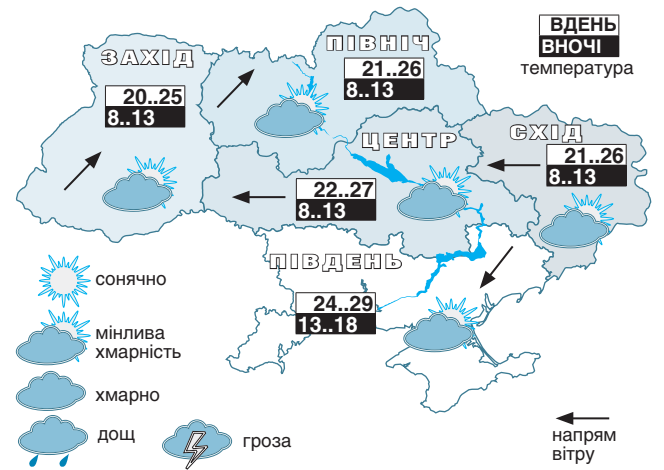 ЗАХІД
20..25
8..13
ПІВНІЧ
21..26
8..13
ВДЕНЬ
ВНОЧІ
температура
ЦЕНТР
22..27
8..13
СХІД
21..26
8..13
ПІВДЕНЬ
24..29
13..18
сонячно
мінлива
хмарність
хмарно
дощ
гроза
напрям
вітру